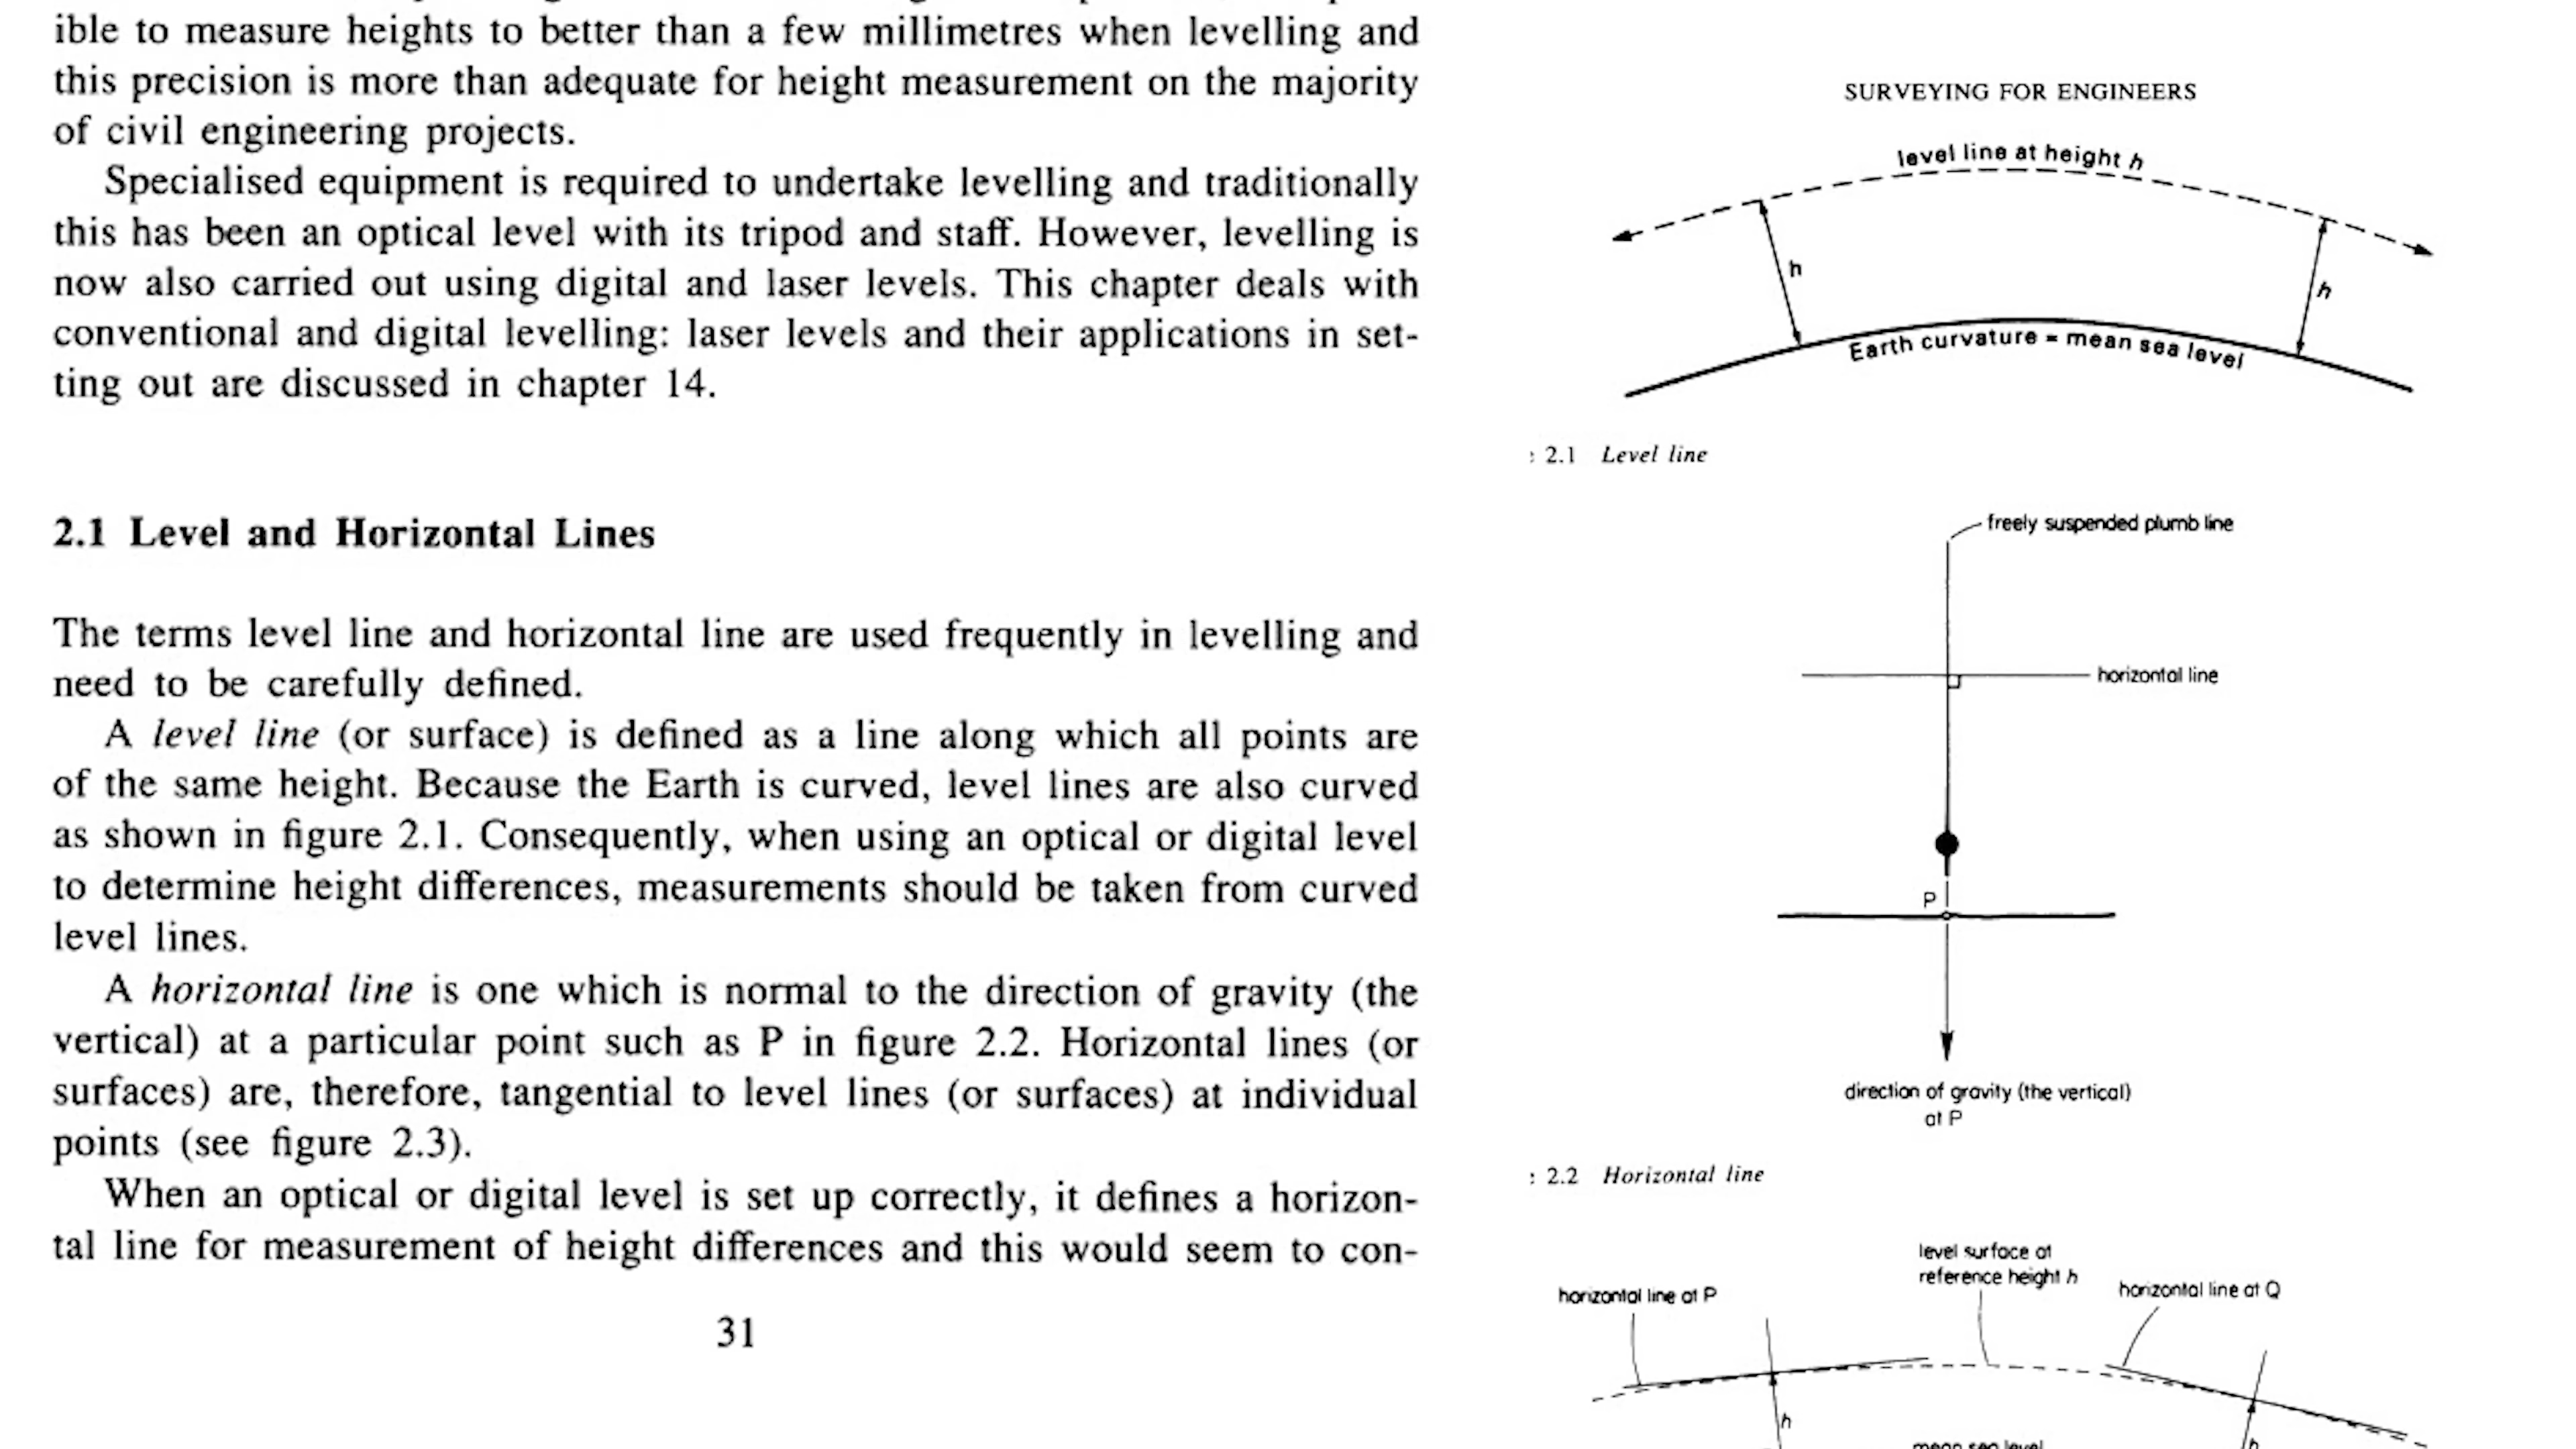 ible to measure heights to better than a few millimetres when levelling and
this precision is more than adequate for height measurement on the majority
of civil engineering projects.
Specialised equipment is required to undertake levelling and traditionally
this has been an optical level with its tripod and staff. However, levelling is
now also carried out using digital and laser levels. This chapter deals with
conventional and digital levelling: laser levels and their applications in set-
ting out are discussed in chapter 14.
2.1 Level and Horizontal Lines
The terms level line and horizontal line are used frequently in levelling and
need to be carefully defined.
A level line (or surface) is defined as a line along which all points are
of the same height. Because the Earth is curved, level lines are also curved
as shown in figure 2.1. Consequently, when using an optical or digital level
to determine height differences, measurements should be taken from curved
level lines.
A horizontal line is one which is normal to the direction of gravity (the
vertical) at a particular point such as P in figure 2.2. Horizontal lines (or
surfaces) are, therefore, tangential to level lines (or surfaces) at individual
points (see figure 2.3).
When an optical or digital level is set up correctly, it defines a horizon-
tal line for measurement of height differences and this would seem to con-
31
SURVEYING FOR ENGINEERS
level line at height h
h
h
Earth curvature = mean sea level
2.1 Level line
freely suspended plumb line
horizontal line
P
direction of gravity (the vertical)
at P
: 2.2 Horizontal line
level surface at
reference height h
horizontal line at P
horizontal line at Q
h
h
mean sea level